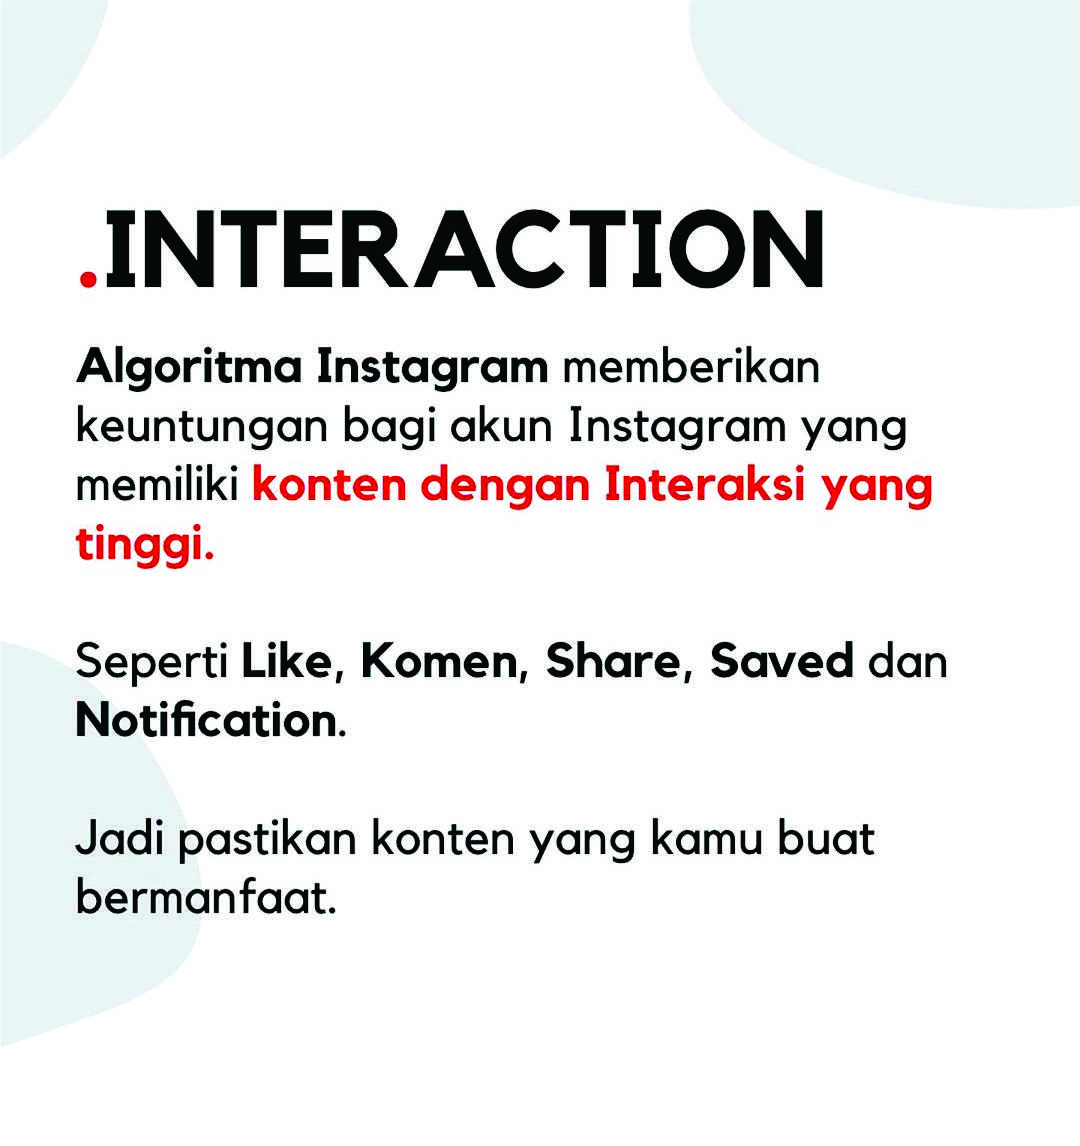 .INTERACTION
Algoritma Instagram memberikan
keuntungan bagi akun Instagram yang
memiliki konten dengan Interaksi yang
tinggi.
Seperti Like, Komen, Share, Saved dan
Notification.
Jadi pastikan konten yang kamu buat
bermanfaat.